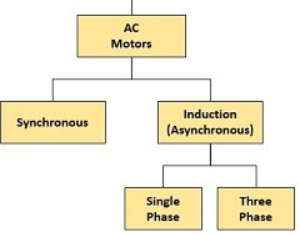 AC
Motors
Synchronous
Induction
(Asynchronous)
Single
Phase
Three
Phase